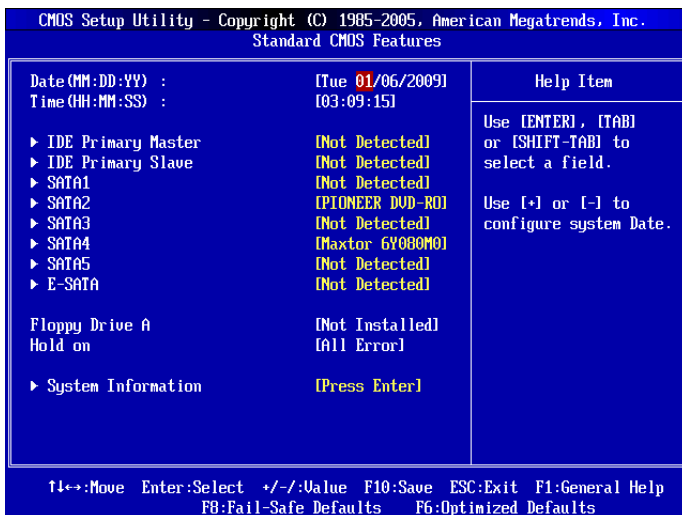 CMOS Setup Utility - Copyright (C) 1985-2005, American Megatrends, Inc.
Standard CMOS Features
Date(MM:DD:YY) : [Tue 01/06/2009]
Time(HH:MM:SS) : [03:09:15]
▶ IDE Primary Master [Not Detected]
▶ IDE Primary Slave [Not Detected]
▶ SATA1 [Not Detected]
▶ SATA2 [PIONEER DVD-RO]
▶ SATA3 [Not Detected]
▶ SATA4 [Maxtor 6Y080M0]
▶ SATA5 [Not Detected]
▶ E-SATA [Not Detected]
Floppy Drive A [Not Installed]
Hold on [All Error]
▶ System Information [Press Enter]
Help Item
Use [ENTER], [TAB]
or [SHIFT-TAB] to
select a field.
Use [+] or [-] to
configure system Date.
↑↓←→:Move Enter:Select +/-/:Value F10:Save ESC:Exit F1:General Help
F8:Fail-Safe Defaults F6:Optimized Defaults